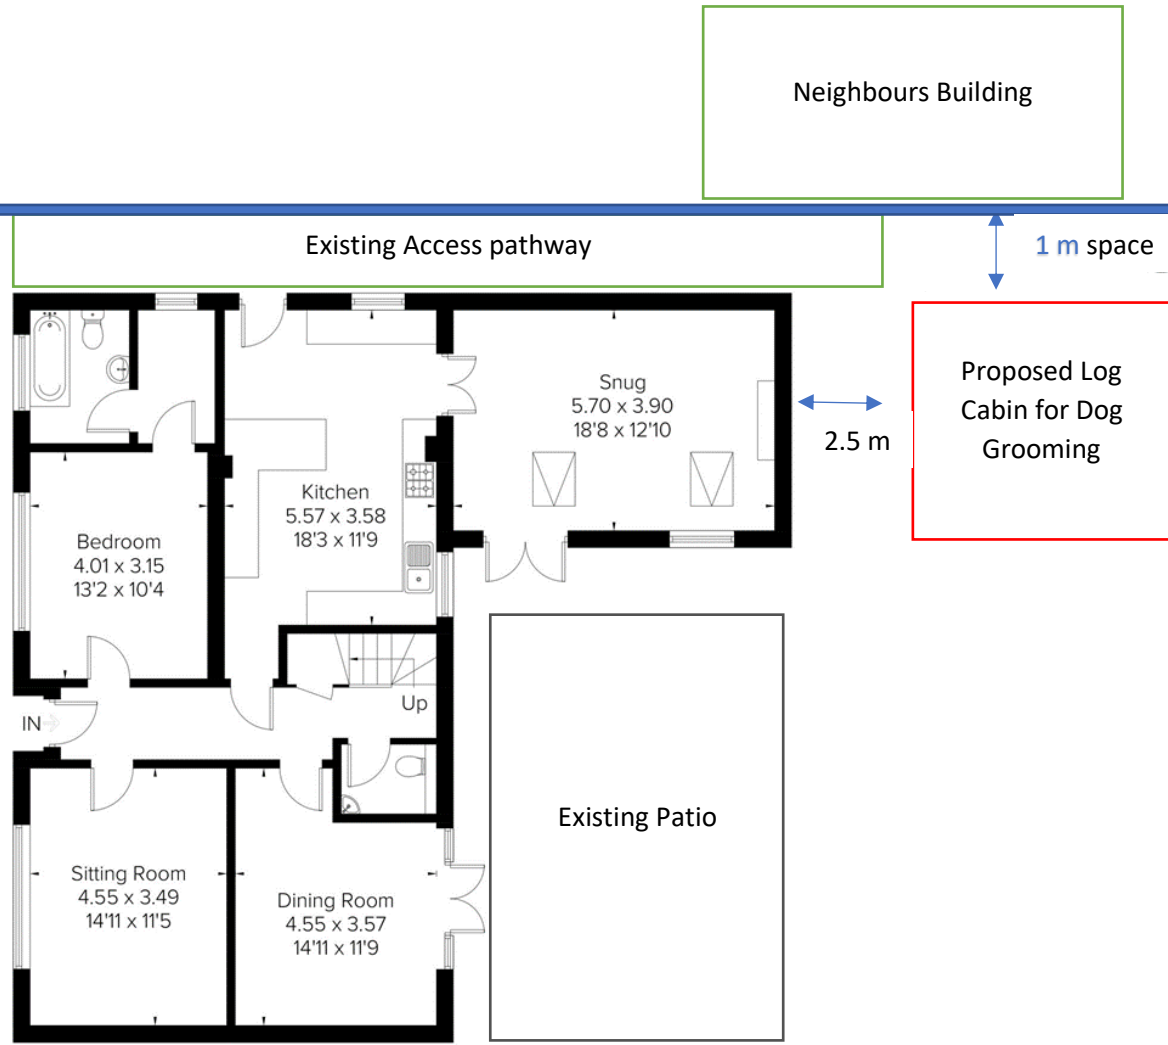 Neighbours Building
Existing Access pathway
1 m space
Snug
5.70 x 3.90
18'8 x 12'10
2.5 m
Proposed Log
Cabin for Dog
Grooming
Kitchen
5.57 x 3.58
18'3 x 11'9
Bedroom
4.01 x 3.15
13'2 x 10'4
Up
IN
Existing Patio
Sitting Room
4.55 x 3.49
14'11 x 11'5
Dining Room
4.55 x 3.57
14'11 x 11'9